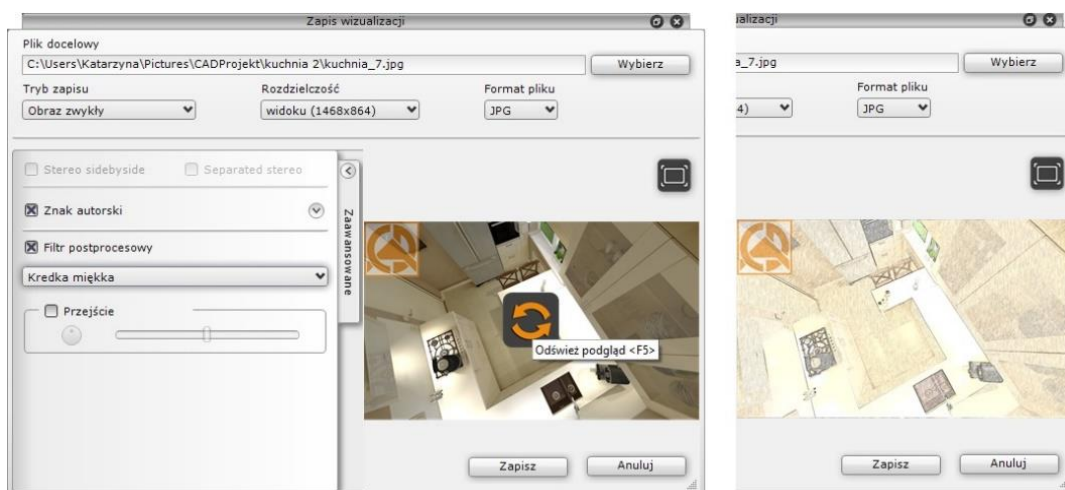 Zapis wizualizacji
Plik docelowy
C:\Users\Katarzyna\Pictures\CADProjekt\kuchnia 2\kuchnia_7.jpg
Wybierz
Tryb zapisu
Rozdzielczość
Format pliku
Obraz zwykły
widoku (1468x864)
JPG
Stereo sidebyside
Separated stereo
Znak autorski
Filtr postprocesowy
Kredka miękka
Przejście
Zaawansowane
Odśwież podgląd <F5>
Zapisz
Anuluj
ualizacji
a_7.jpg
Wybierz
Format pliku
4)
JPG
Zapisz
Anuluj